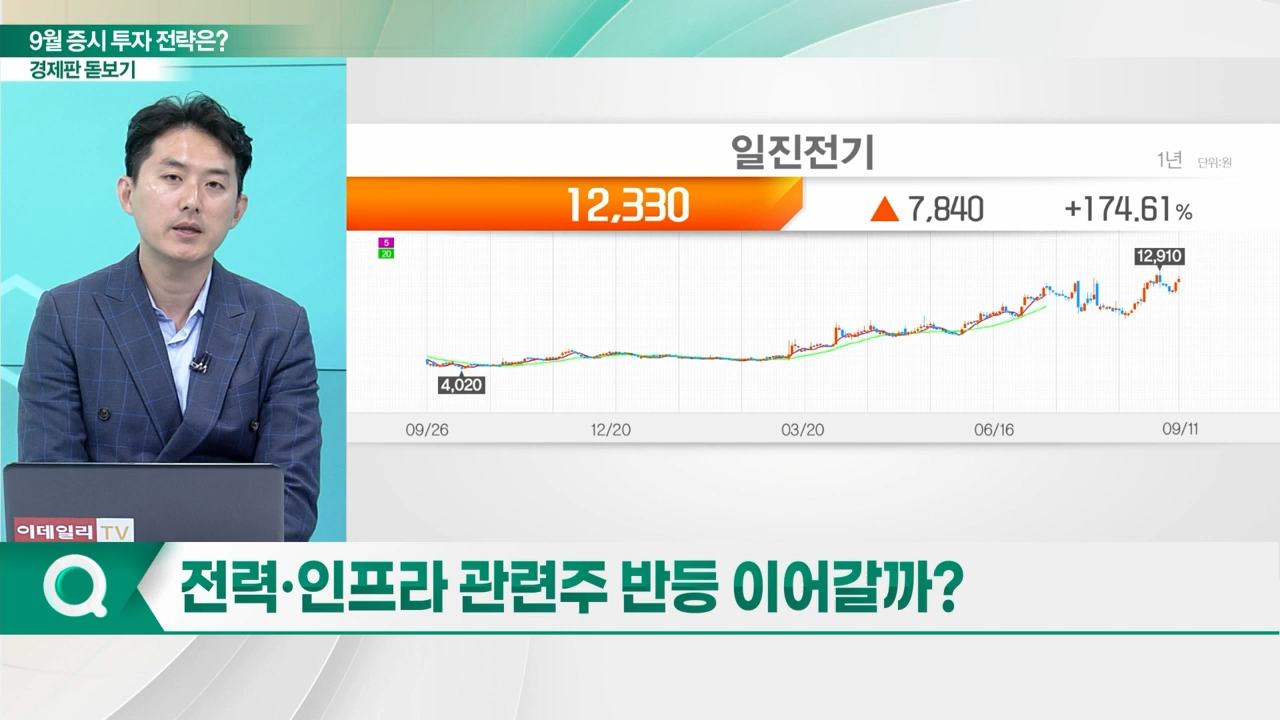 9월 증시 투자 전략은?
경제판 돋보기
일진전기
1년 단위:원
12,330 ▲ 7,840 +174.61%
5
20
12,910
4,020
09/26 12/20 03/20 06/16 09/11
이데일리 TV
전력·인프라 관련주 반등 이어갈까?